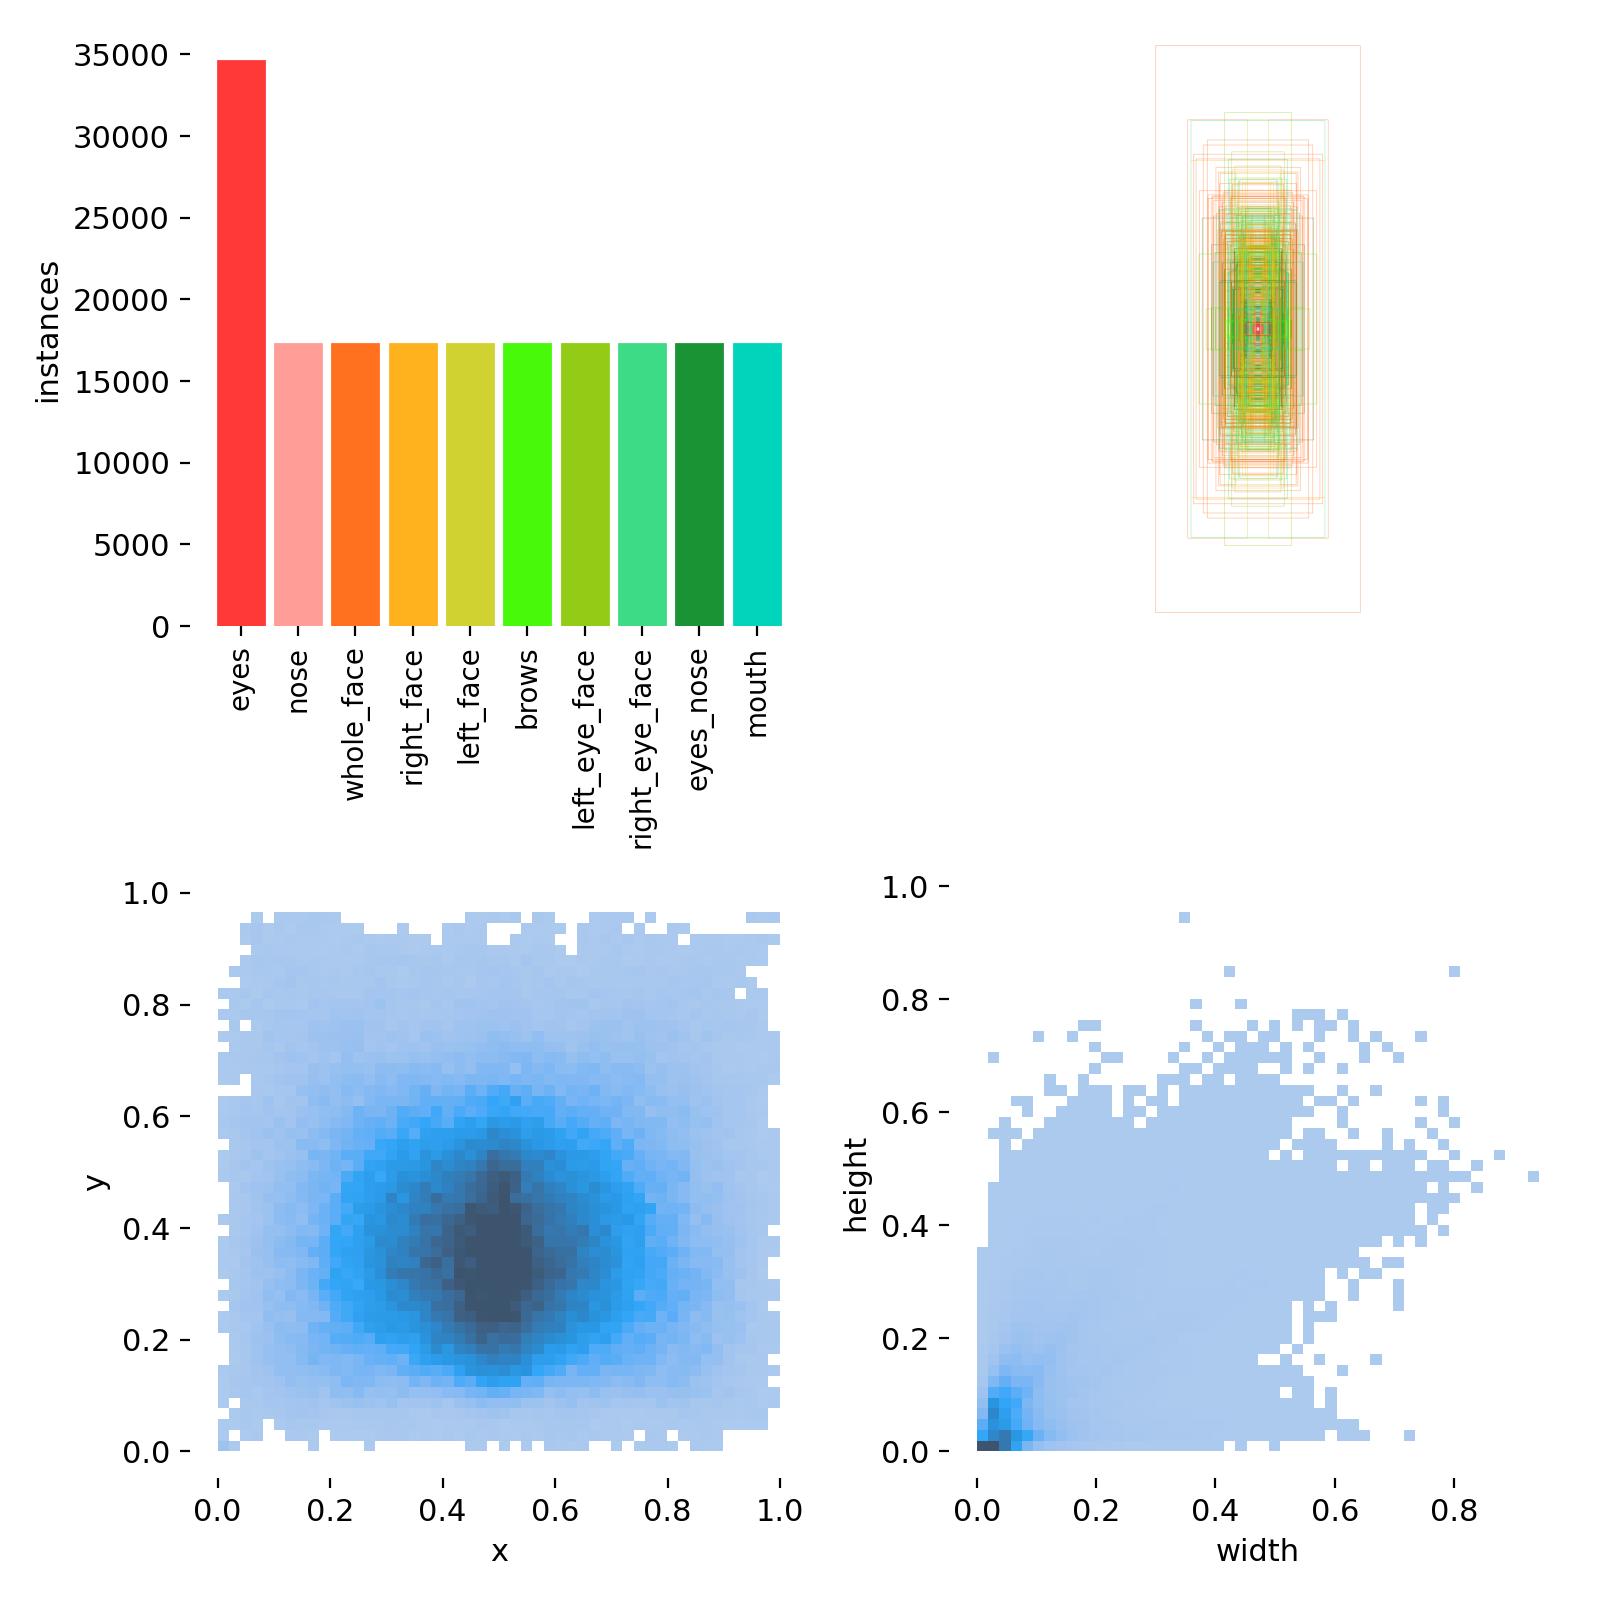 35000
30000
25000
20000
15000
10000
5000
0
instances
eyes
nose
whole_face
right_face
left_face
brows
left_eye_face
right_eye_face
eyes_nose
mouth
1.0
0.8
0.6
0.4
0.2
0.0
y
0.0 0.2 0.4 0.6 0.8 1.0
x
1.0
0.8
0.6
0.4
0.2
0.0
height
0.0 0.2 0.4 0.6 0.8
width